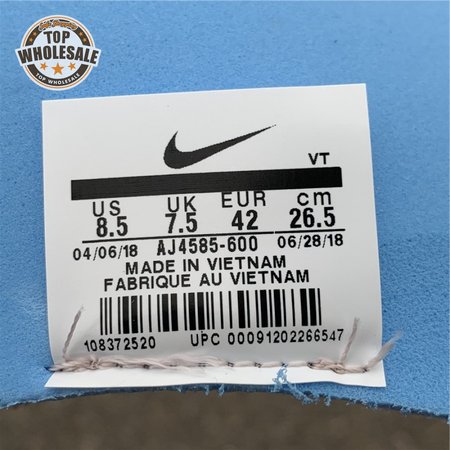 TOP
WHOLESALE
TOP WHOLESALE
VT
US UK EUR cm
8.5 7.5 42 26.5
04/06/18 AJ4585-600 06/28/18
MADE IN VIETNAM
FABRIQUE AU VIETNAM
108372520 UPC 00091202266547